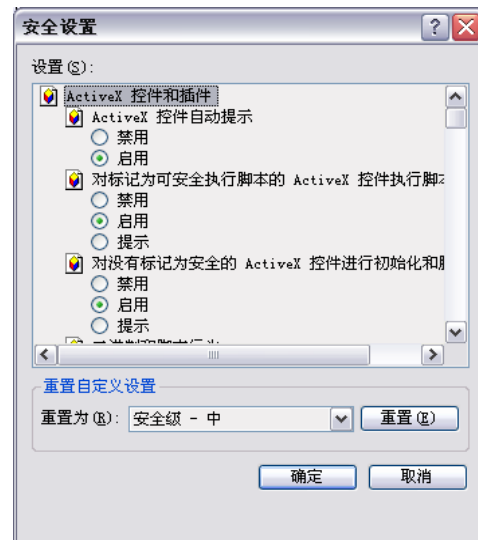 安全设置
设置(S):
ActiveX 控件和插件
ActiveX 控件自动提示
禁用
启用
对标记为可安全执行脚本的 ActiveX 控件执行脚
禁用
启用
提示
对没有标记为安全的 ActiveX 控件进行初始化和
禁用
启用
提示
重置自定义设置
重置为(R): 安全级 - 中 重置(E)
确定 取消